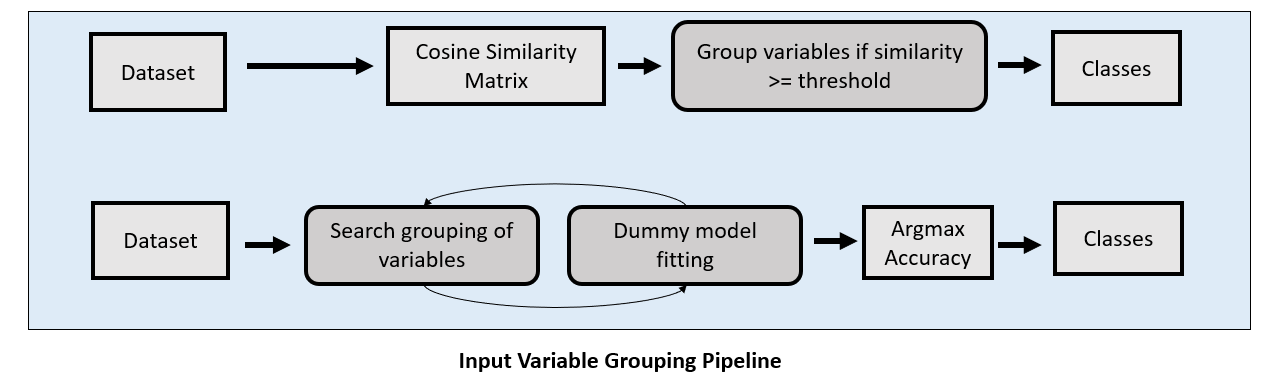 Dataset
Cosine Similarity
Matrix
Group variables if similarity
>= threshold
Classes
Dataset
Search grouping of
variables
Dummy model
fitting
Argmax
Accuracy
Classes
Input Variable Grouping Pipeline